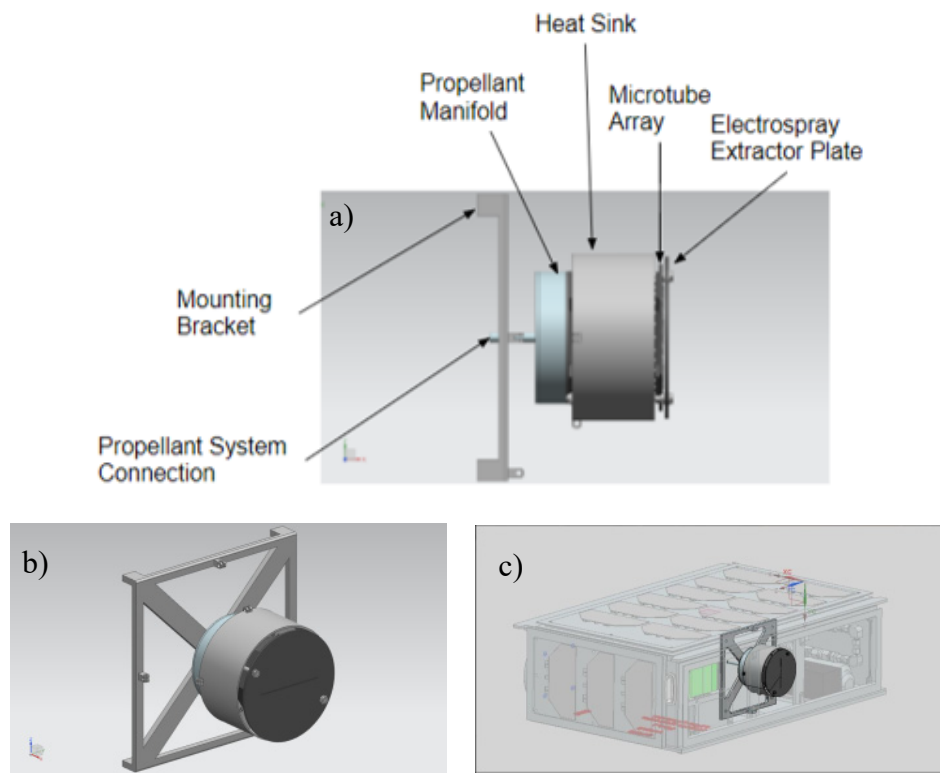 Heat Sink
Propellant
Manifold
Microtube
Array
Electrospray
Extractor Plate
a)
Mounting
Bracket
Propellant System
Connection
b)
c)